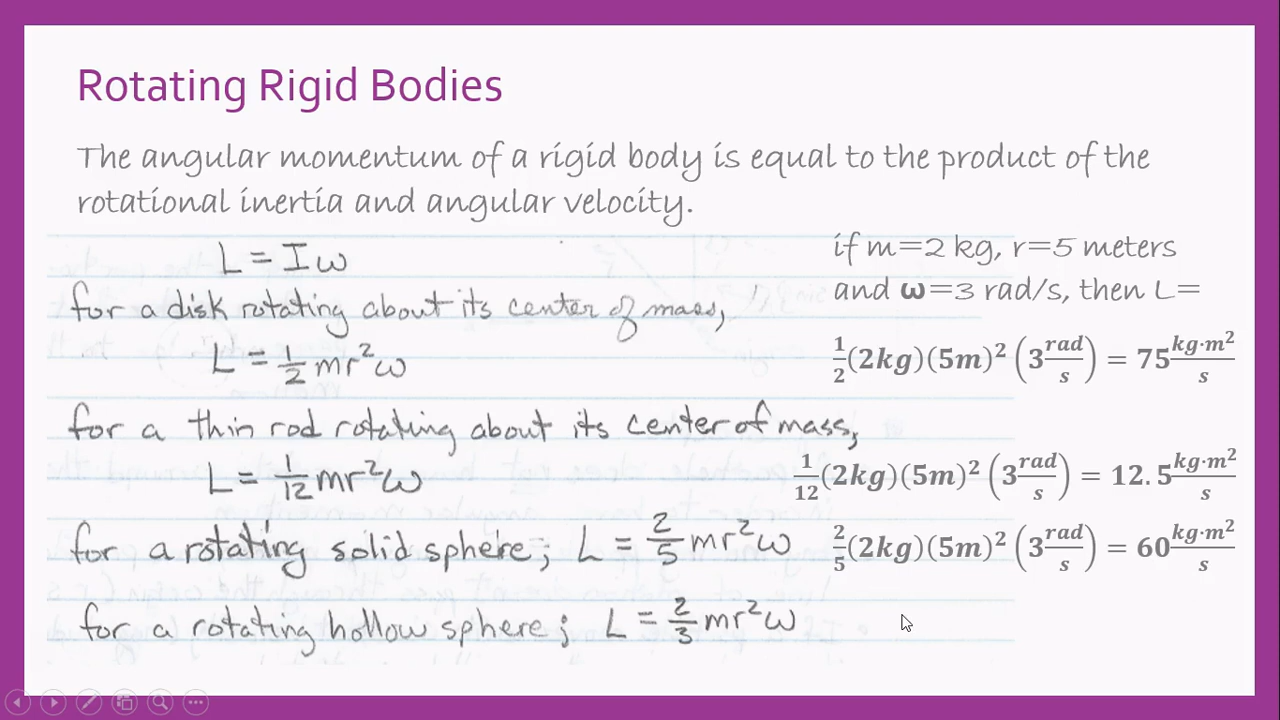 Rotating Rigid Bodies
The angular momentum of a rigid body is equal to the product of the
rotational inertia and angular velocity.
L = Iω
for a disk rotating about its center of mass,
L = 1/2 mr²ω
for a thin rod rotating about its center of mass,
L = 1/12 mr²ω
for a rotating solid sphere; L = 2/5 mr²ω
for a rotating hollow sphere; L = 2/3 mr²ω
if m=2 kg, r=5 meters
and ω=3 rad/s, then L=
1/2(2kg)(5m)²(3 rad/s) = 75 kg·m²/s
1/12(2kg)(5m)²(3 rad/s) = 12.5 kg·m²/s
2/5(2kg)(5m)²(3 rad/s) = 60 kg·m²/s